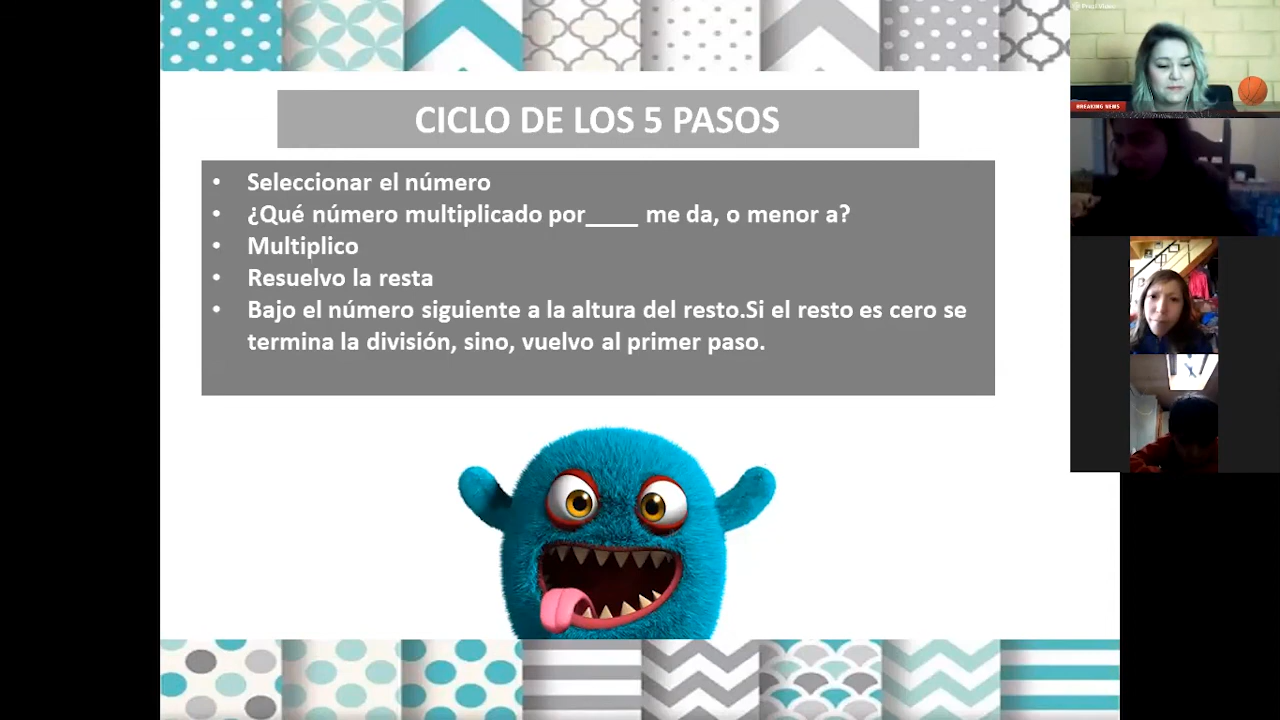 CICLO DE LOS 5 PASOS
• Seleccionar el número
• ¿Qué número multiplicado por____ me da, o menor a?
• Multiplico
• Resuelvo la resta
• Bajo el número siguiente a la altura del resto.Si el resto es cero se
termina la división, sino, vuelvo al primer paso.
BREAKING NEWS